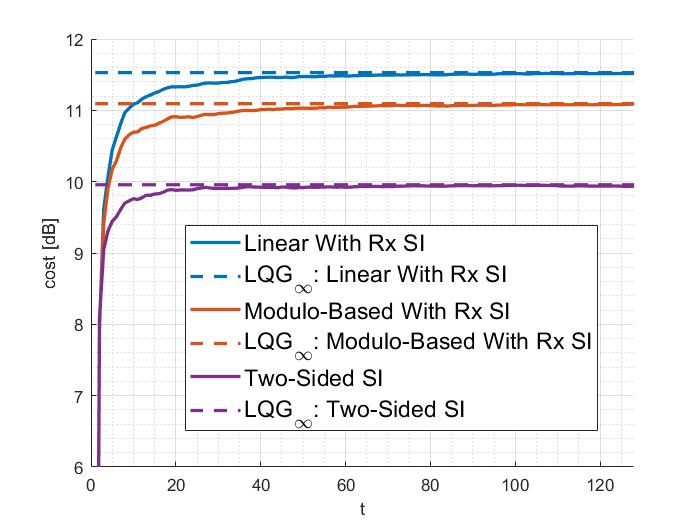 12
11
10
9
8
7
6
cost [dB]
Linear With Rx SI
LQG∞: Linear With Rx SI
Modulo-Based With Rx SI
LQG∞: Modulo-Based With Rx SI
Two-Sided SI
LQG∞: Two-Sided SI
0 20 40 60 80 100 120
t